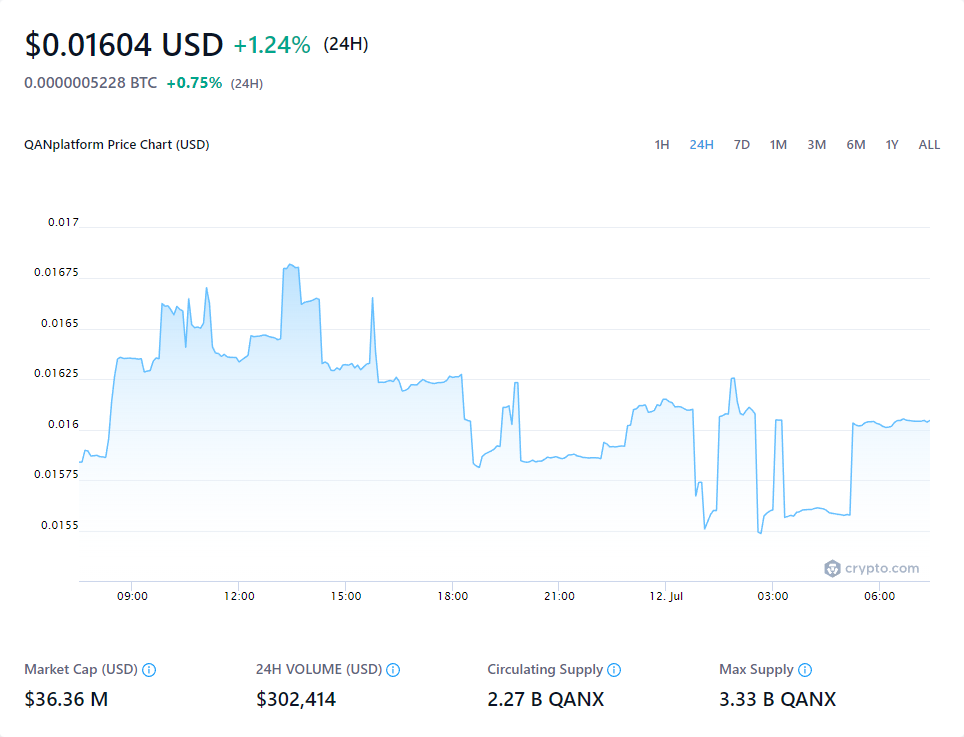 $0.01604 USD +1.24% (24H)
0.0000005228 BTC +0.75% (24H)
QANplatform Price Chart (USD) 1H 24H 7D 1M 3M 6M 1Y ALL
0.017
0.01675
0.0165
0.01625
0.016
0.01575
0.0155
crypto.com
09:00 12:00 15:00 18:00 21:00 12. Jul 03:00 06:00
Market Cap (USD) 24H VOLUME (USD) Circulating Supply Max Supply
$36.36 M $302,414 2.27 B QANX 3.33 B QANX